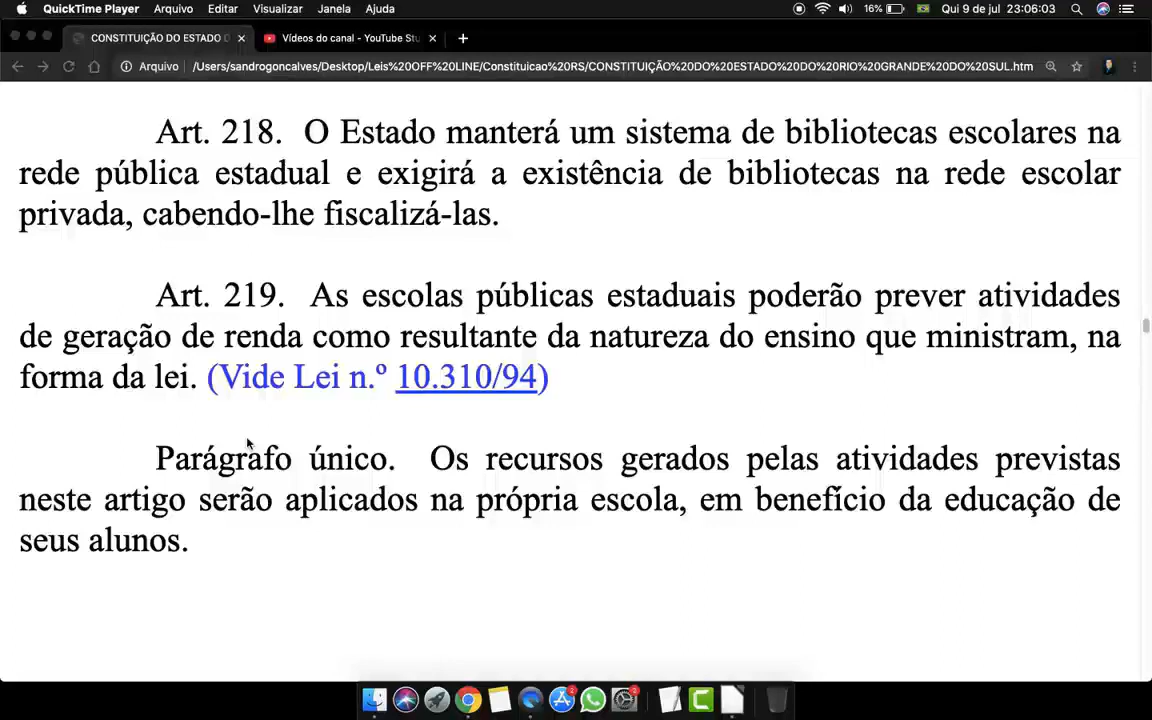 QuickTime Player Arquivo Editar Visualizar Janela Ajuda 16% Qui 9 de jul 23:06:03
CONSTITUIÇÃO DO ESTADO D Vídeos do canal - YouTube Stu
Arquivo /Users/sandrogoncalves/Desktop/Leis%20OFF%20LINE/Constituicao%20RS/CONSTITUIÇÃO%20DO%20ESTADO%20DO%20RIO%20GRANDE%20DO%20SUL.htm
Art. 218. O Estado manterá um sistema de bibliotecas escolares na
rede pública estadual e exigirá a existência de bibliotecas na rede escolar
privada, cabendo-lhe fiscalizá-las.
Art. 219. As escolas públicas estaduais poderão prever atividades
de geração de renda como resultante da natureza do ensino que ministram, na
forma da lei. (Vide Lei n.º 10.310/94)
Parágrafo único. Os recursos gerados pelas atividades previstas
neste artigo serão aplicados na própria escola, em benefício da educação de
seus alunos.